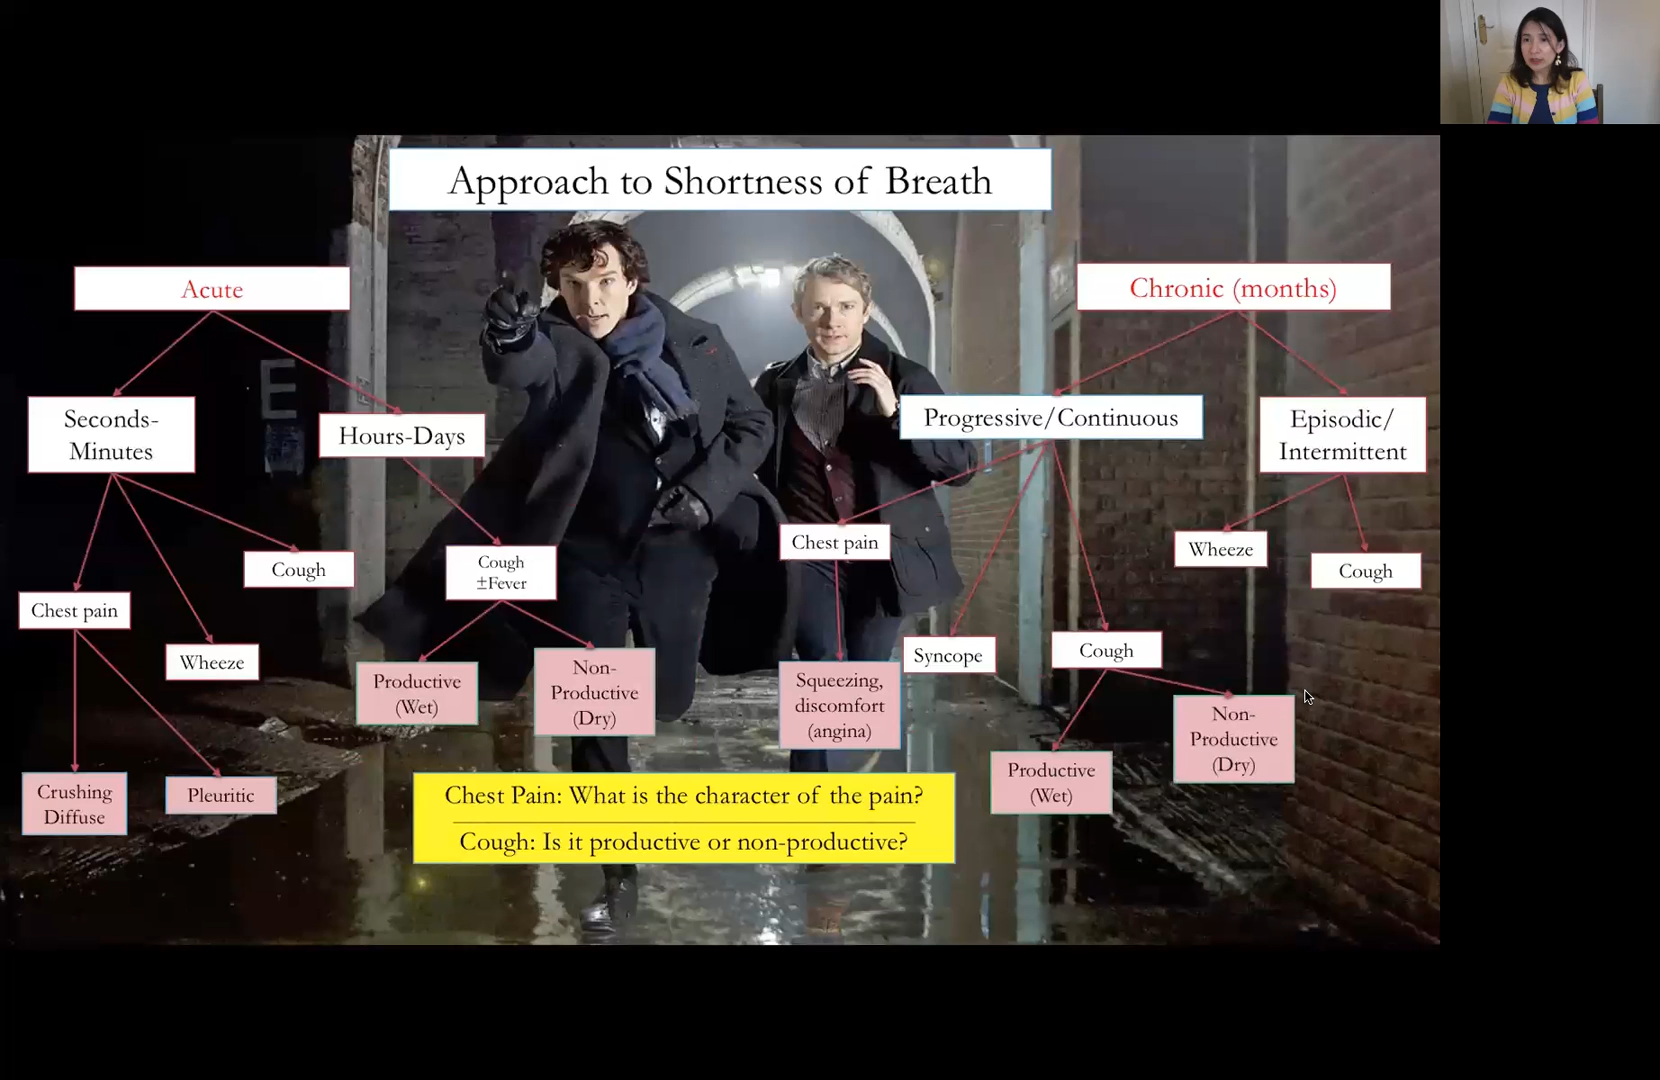 Approach to Shortness of Breath
Acute
Chronic (months)
Seconds-
Minutes
Hours-Days
Progressive/Continuous
Episodic/
Intermittent
Chest pain
Wheeze
Cough
Cough
±Fever
Chest pain
Syncope
Cough
Wheeze
Cough
Crushing
Diffuse
Pleuritic
Productive
(Wet)
Non-
Productive
(Dry)
Squeezing,
discomfort
(angina)
Productive
(Wet)
Non-
Productive
(Dry)
Chest Pain: What is the character of the pain?
Cough: Is it productive or non-productive?
E